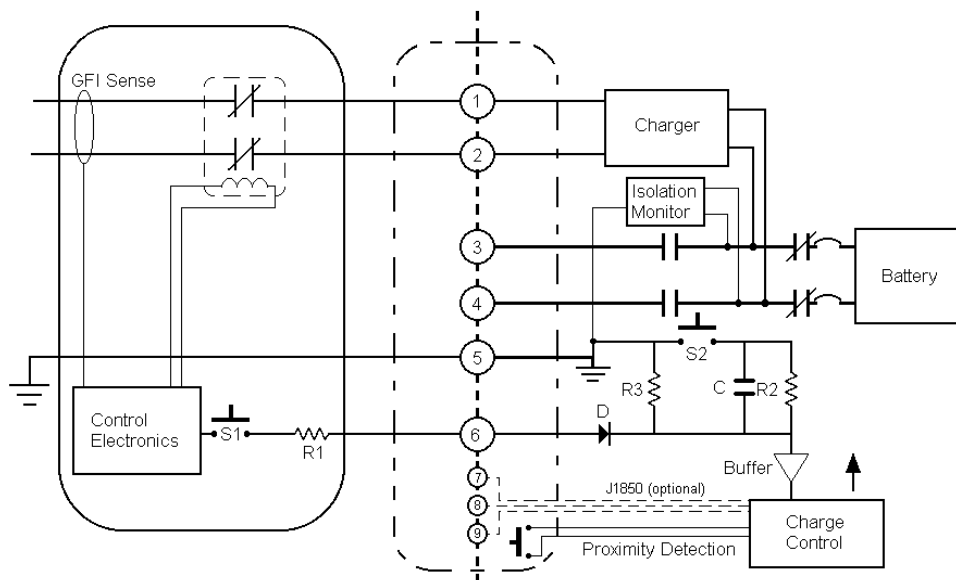 GFI Sense
1
Charger
2
Isolation
Monitor
3
Battery
4
S2
5
R3
C
R2
D
Control
Electronics
S1
R1
6
Buffer
7
J1850 (optional)
8
Charge
Control
9
Proximity Detection